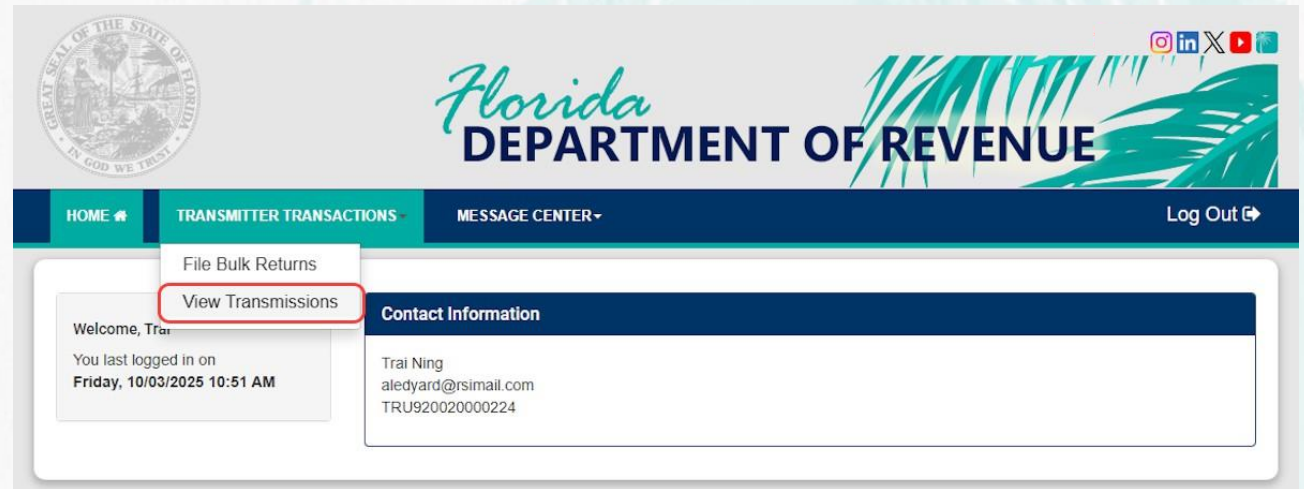 GREAT SEAL OF THE STATE OF FLORIDA
IN GOD WE TRUST
Florida
DEPARTMENT OF REVENUE
HOME
TRANSMITTER TRANSACTIONS
MESSAGE CENTER
Log Out
File Bulk Returns
View Transmissions
Welcome, Trai
You last logged in on
Friday, 10/03/2025 10:51 AM
Contact Information
Trai Ning
aledyard@rsimail.com
TRU920020000224